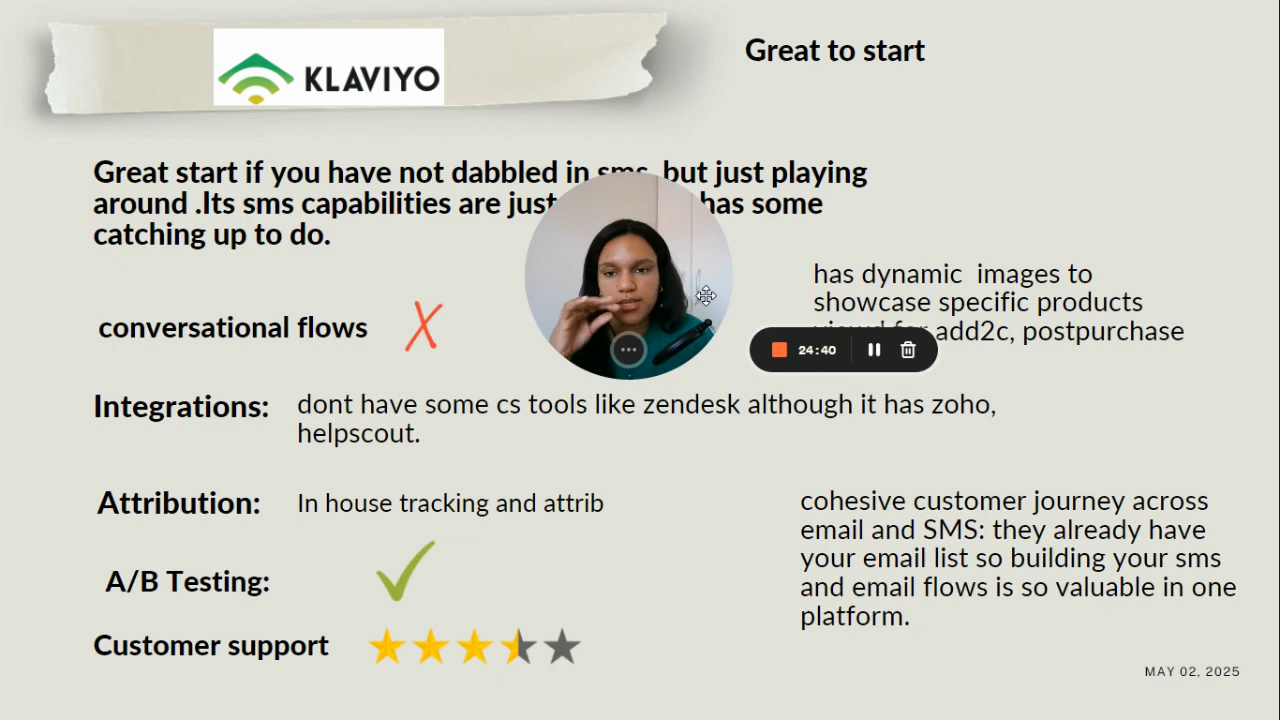 KLAVIYO
Great to start
Great start if you have not dabbled in sms, but just playing
around .Its sms capabilities are just has some
catching up to do.
has dynamic images to
showcase specific products
add2c, postpurchase
conversational flows
24:40
Integrations:
dont have some cs tools like zendesk although it has zoho,
helpscout.
Attribution:
In house tracking and attrib
cohesive customer journey across
email and SMS: they already have
your email list so building your sms
and email flows is so valuable in one
platform.
A/B Testing:
Customer support
MAY 02, 2025